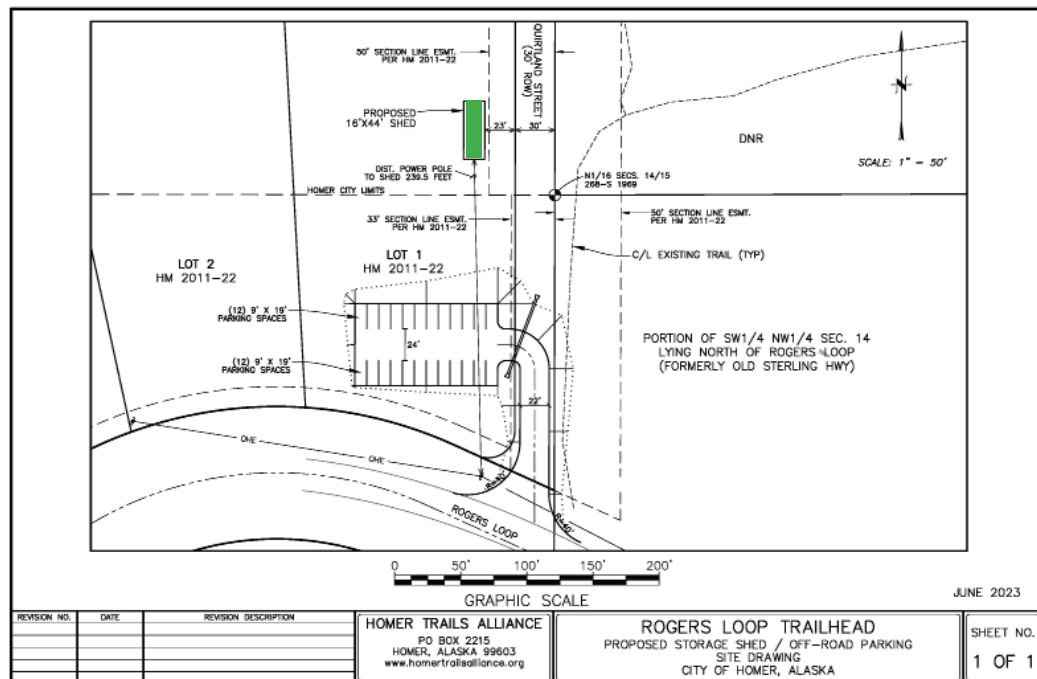 50' SECTION LINE ESMT.
PER HM 2011-22
QUIRTLAND STREET
(30' ROW)
N
PROPOSED
16'X44' SHED
23'
30'
DNR
SCALE: 1" = 50'
DIST. POWER POLE
TO SHED 239.5 FEET
N1/16 SECS. 14/15
268-S 1969
HOMER CITY LIMITS
33' SECTION LINE ESMT.
PER HM 2011-22
50' SECTION LINE ESMT.
PER HM 2011-22
C/L EXISTING TRAIL (TYP)
LOT 2
HM 2011-22
LOT 1
HM 2011-22
(12) 9' X 19'
PARKING SPACES
24'
(12) 9' X 19'
PARKING SPACES
PORTION OF SW1/4 NW1/4 SEC. 14
LYING NORTH OF ROGERS LOOP
(FORMERLY OLD STERLING HWY)
22'
OHE
OHE
R=40'
R=40'
ROGERS LOOP
0 50' 100' 150' 200'
GRAPHIC SCALE
JUNE 2023
REVISION NO. DATE REVISION DESCRIPTION
HOMER TRAILS ALLIANCE
PO BOX 2215
HOMER, ALASKA 99603
www.homertrailsalliance.org
ROGERS LOOP TRAILHEAD
PROPOSED STORAGE SHED / OFF-ROAD PARKING
SITE DRAWING
CITY OF HOMER, ALASKA
SHEET NO.
1 OF 1